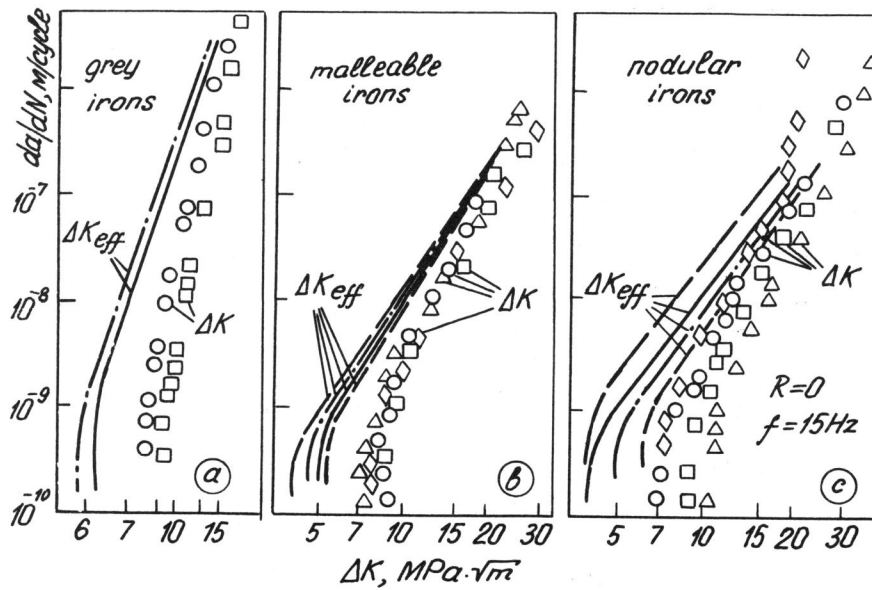 da/dN, m/cycle
grey
irons
malleable
irons
nodular
irons
10⁻⁷
10⁻⁸
10⁻⁹
10⁻¹⁰
ΔKeff
ΔK
ΔKeff
ΔK
ΔKeff
ΔK
R=0
f=15Hz
a
b
c
6 7 10 15
5 10 15 20 30
5 7 10 15 20 30
ΔK, MPa·√m